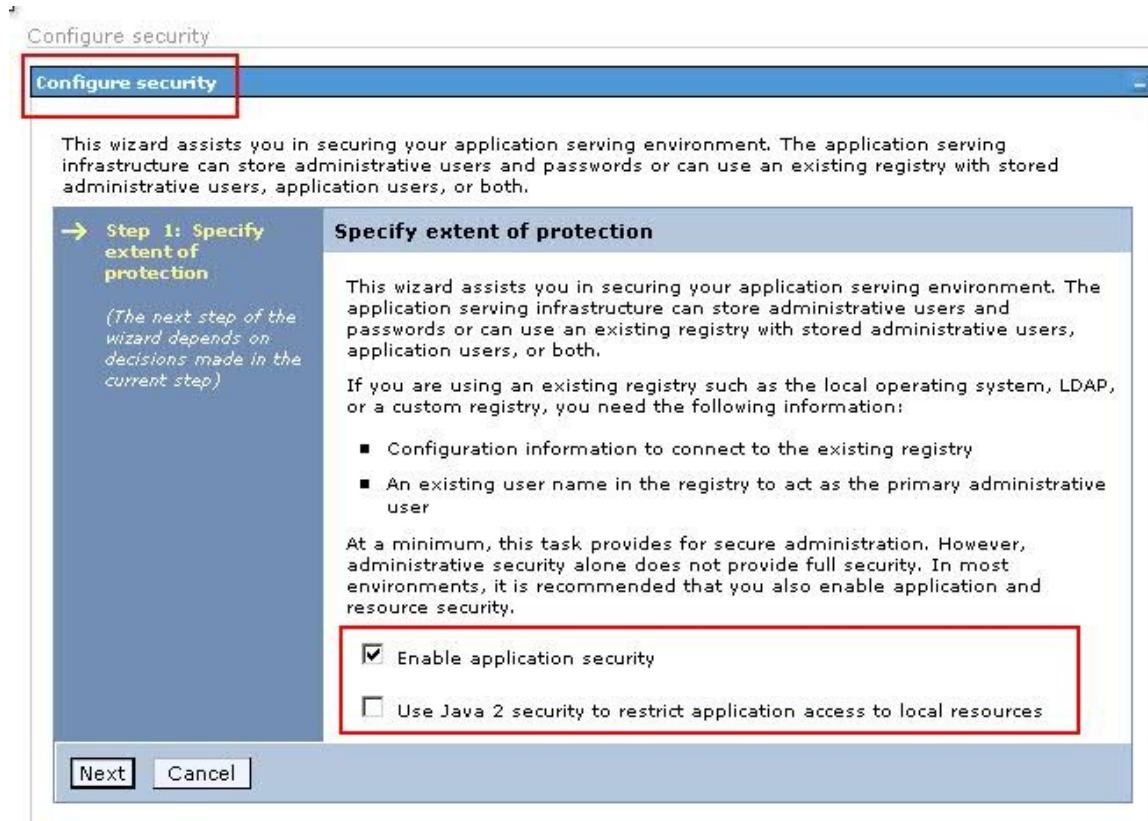 Configure security
Configure security
This wizard assists you in securing your application serving environment. The application serving
infrastructure can store administrative users and passwords or can use an existing registry with stored
administrative users, application users, or both.
Step 1: Specify
extent of
protection
(The next step of the
wizard depends on
decisions made in the
current step)
Specify extent of protection
This wizard assists you in securing your application serving environment. The
application serving infrastructure can store administrative users and
passwords or can use an existing registry with stored administrative users,
application users, or both.
If you are using an existing registry such as the local operating system, LDAP,
or a custom registry, you need the following information:
Configuration information to connect to the existing registry
An existing user name in the registry to act as the primary administrative
user
At a minimum, this task provides for secure administration. However,
administrative security alone does not provide full security. In most
environments, it is recommended that you also enable application and
resource security.
Enable application security
Use Java 2 security to restrict application access to local resources
Next Cancel